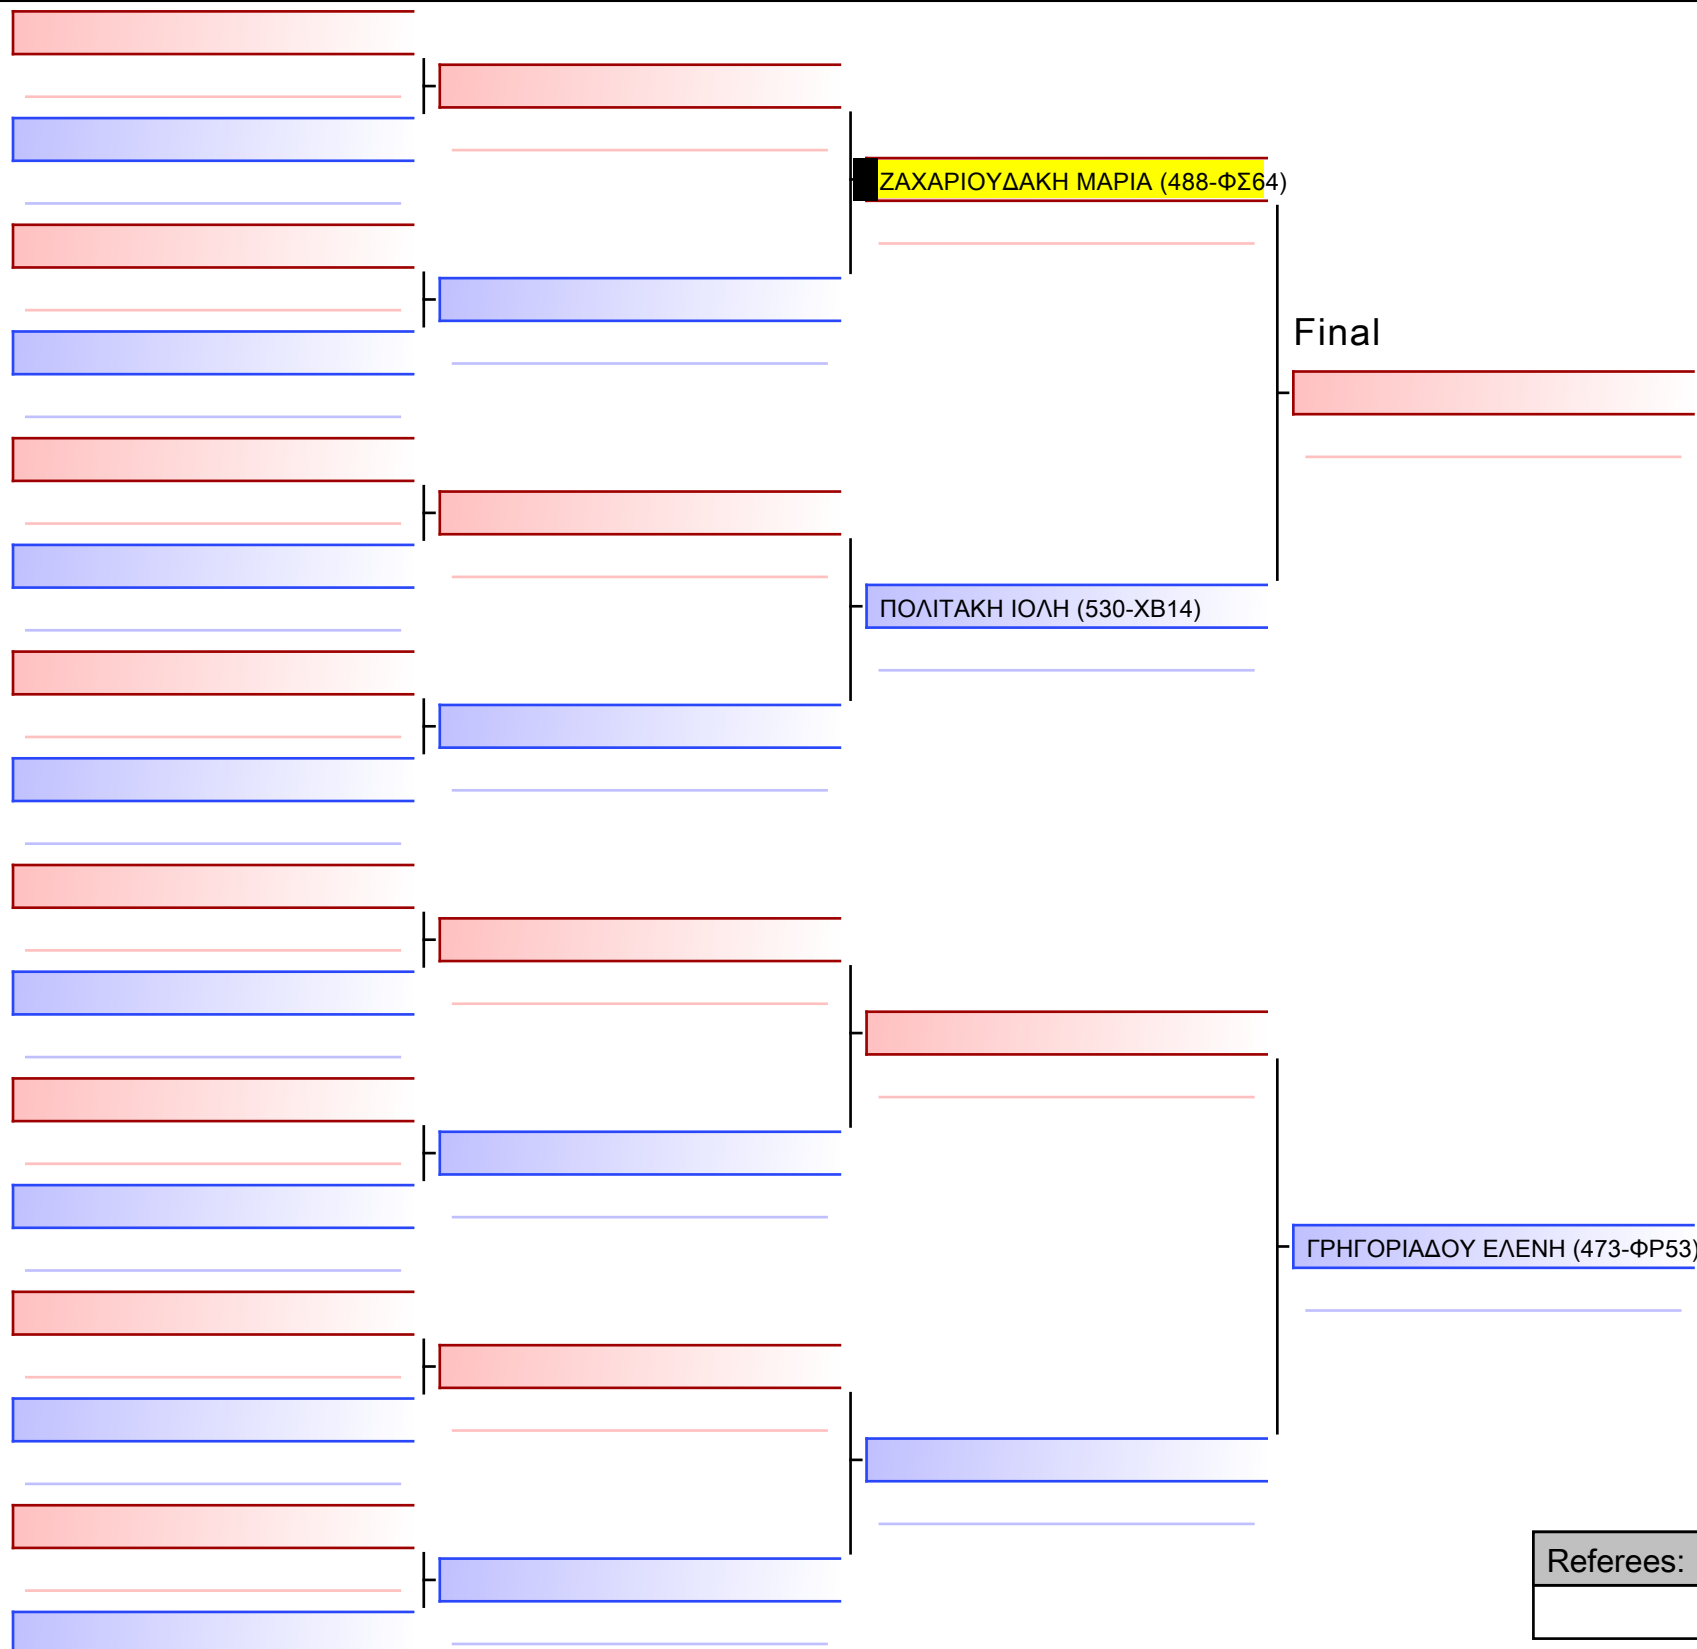 ΖΑΧΑΡΙΟΥΔΑΚΗ ΜΑΡΙΑ (488-ΦΣ64)
Final
ΠΟΛΙΤΑΚΗ ΙΟΛΗ (530-ΧΒ14)
ΓΡΗΓΟΡΙΑΔΟΥ ΕΛΕΝΗ (473-ΦΡ53)
Referees: